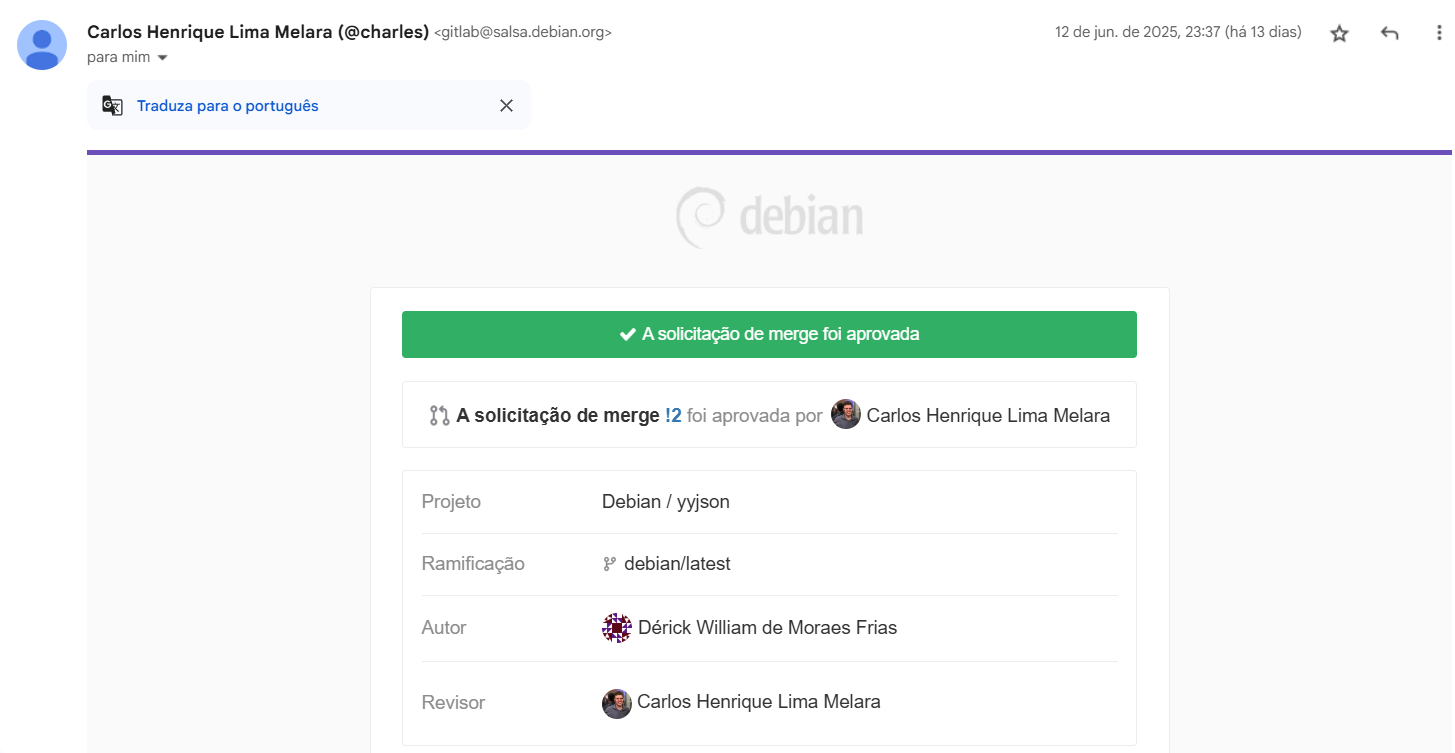 Carlos Henrique Lima Melara (@charles) <gitlab@salsa.debian.org> 12 de jun. de 2025, 23:37 (há 13 dias)
para mim
Traduza para o português
debian
A solicitação de merge foi aprovada
A solicitação de merge !2 foi aprovada por Carlos Henrique Lima Melara
Projeto Debian / yyjson
Ramificação debian/latest
Autor Dérick William de Moraes Frias
Revisor Carlos Henrique Lima Melara